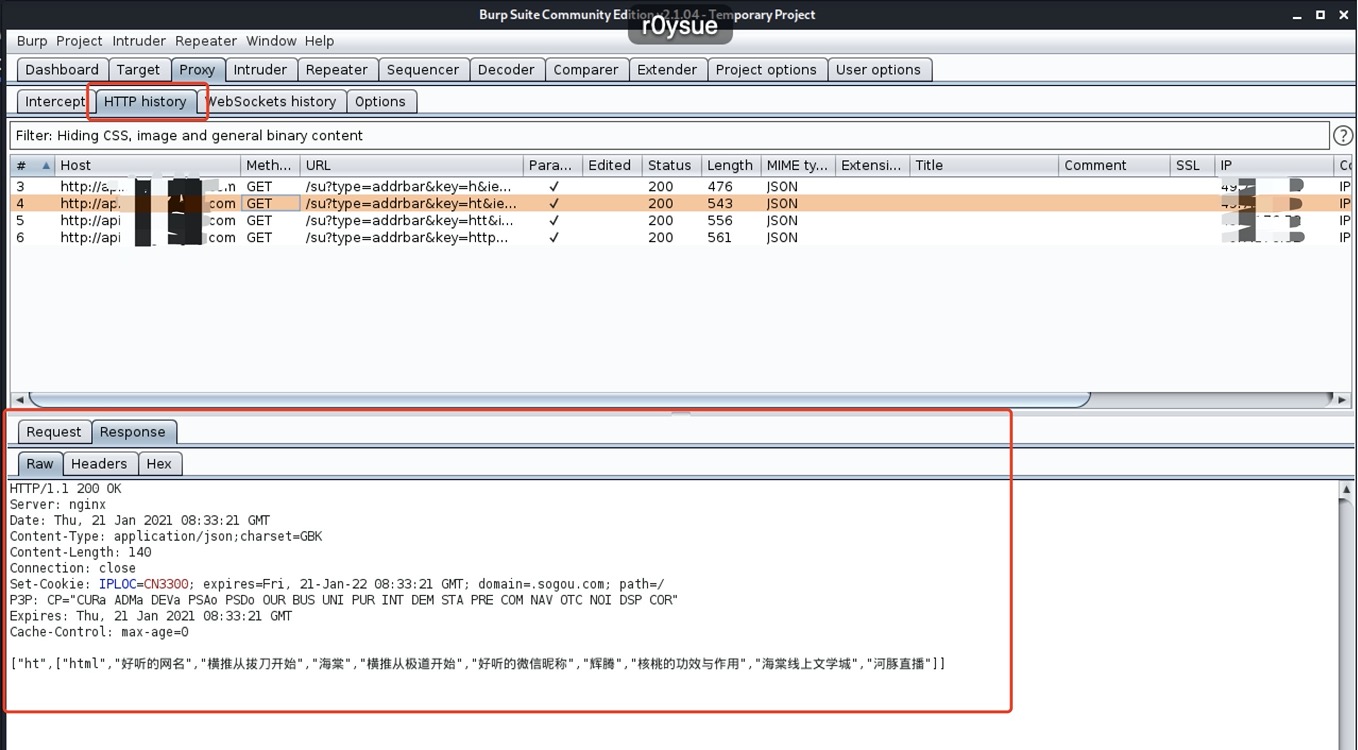 Burp Suite Community Edition v2.1.04 - Temporary Project
r0ysue
Burp Project Intruder Repeater Window Help
Dashboard Target Proxy Intruder Repeater Sequencer Decoder Comparer Extender Project options User options
Intercept HTTP history WebSockets history Options
Filter: Hiding CSS, image and general binary content ?
# Host Meth... URL Para... Edited Status Length MIME ty... Extensi... Title Comment SSL IP
3 GET /su?type=addrbar&key=h&ie... ✓ 200 476 JSON IP
4 http://ap com GET /su?type=addrbar&key=ht&ie... ✓ 200 543 JSON IP
5 http://api com GET /su?type=addrbar&key=htt&i... ✓ 200 556 JSON IP
6 http://api com GET /su?type=addrbar&key=http... ✓ 200 561 JSON IP
Request Response
Raw Headers Hex
HTTP/1.1 200 OK
Server: nginx
Date: Thu, 21 Jan 2021 08:33:21 GMT
Content-Type: application/json;charset=GBK
Content-Length: 140
Connection: close
Set-Cookie: IPLOC=CN3300; expires=Fri, 21-Jan-22 08:33:21 GMT; domain=.sogou.com; path=/
P3P: CP="CURa ADMa DEVa PSAo PSDo OUR BUS UNI PUR INT DEM STA PRE COM NAV OTC NOI DSP COR"
Expires: Thu, 21 Jan 2021 08:33:21 GMT
Cache-Control: max-age=0
["ht",["html","好听的网名","横推从拔刀开始","海棠","横推从极道开始","好听的微信昵称","辉腾","核桃的功效与作用","海棠线上文学城","河豚直播"]]